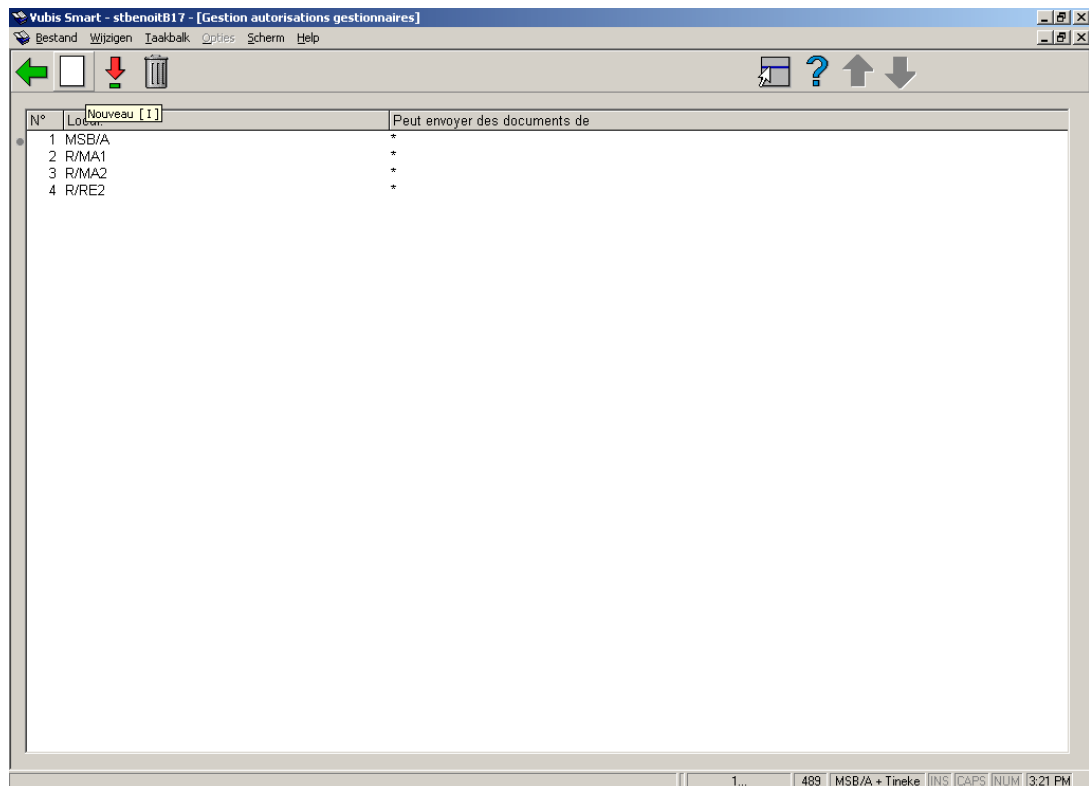 Vubis Smart - stbenoitB17 - [Gestion autorisations gestionnaires]
Bestand Wijzigen Taakbalk Opties Scherm Help
Nouveau [I]
N° Peut envoyer des documents de
1 MSB/A *
2 R/MA1 *
3 R/MA2 *
4 R/RE2 *
1... 489 MSB/A + Tineke INS CAPS NUM 3:21 PM